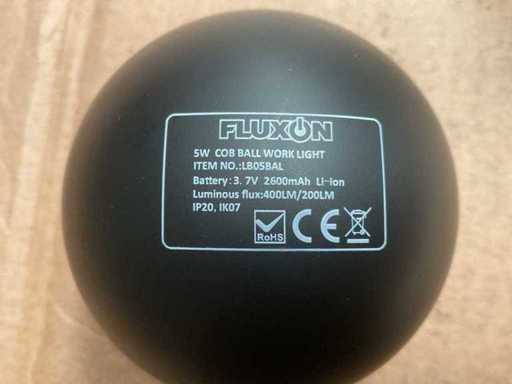 FLUXON
5W COB BALL WORK LIGHT
ITEM NO.:LB05BAL
Battery:3.7V 2600mAh Li-ion
Luminous flux:400LM/200LM
IP20, IK07
RoHS CE